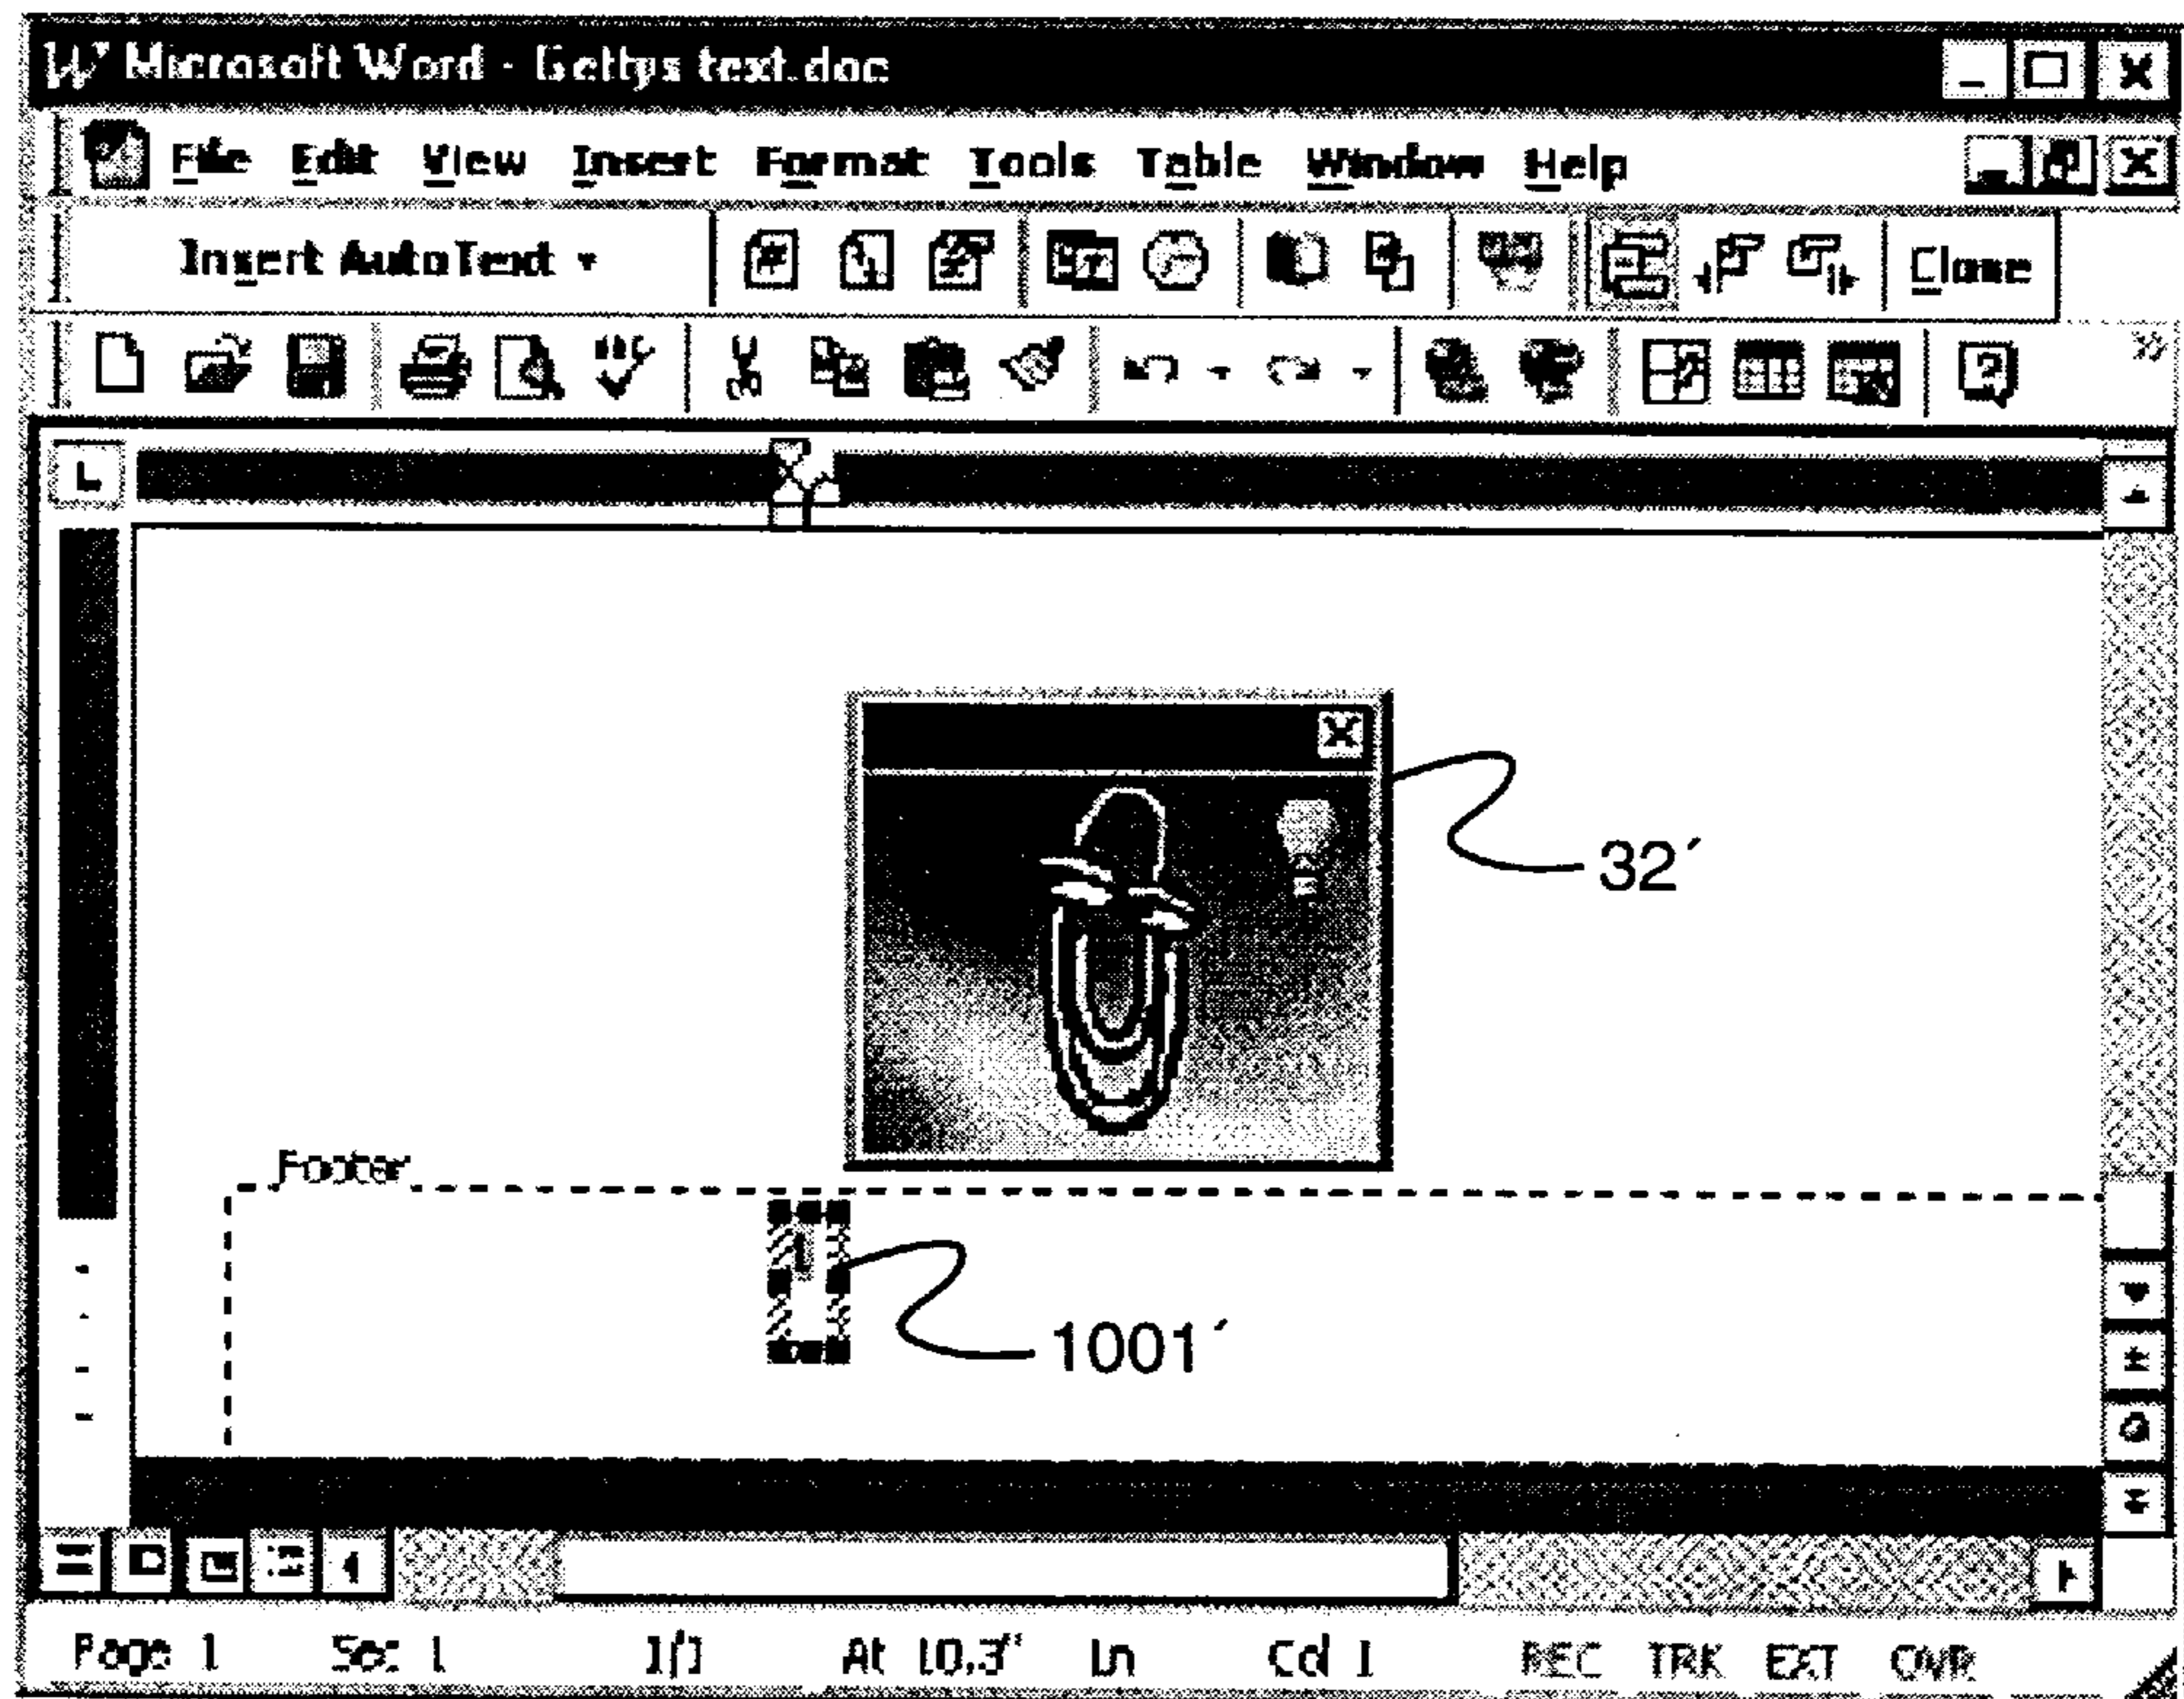 Microsoft Word - Gettys text.doc
File Edit View Insert Format Tools Table Window Help
Insert AutoText Close
32´
Footer
1
1001´
Page 1 Sec 1 1/1 At 10.3" Ln Col 1 REC TRK EXT OVR